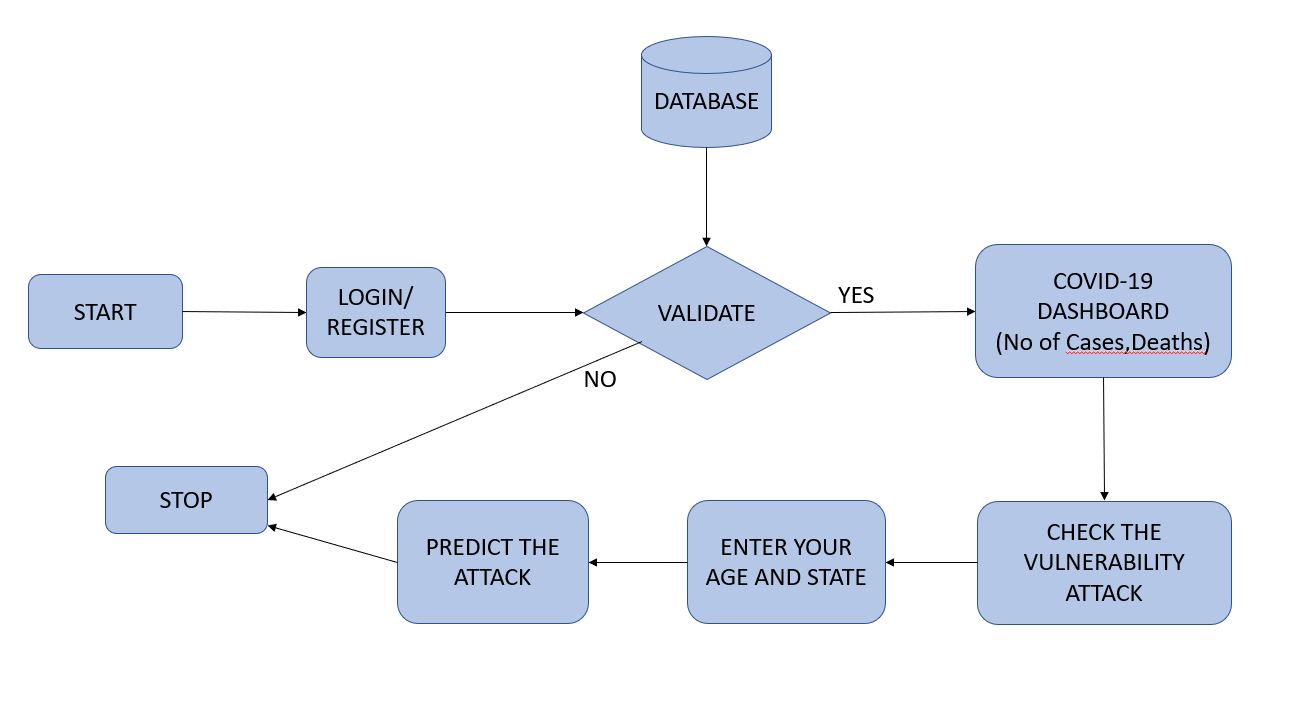 DATABASE
START
LOGIN/
REGISTER
VALIDATE
YES
COVID-19
DASHBOARD
(No of Cases,Deaths)
NO
STOP
PREDICT THE
ATTACK
ENTER YOUR
AGE AND STATE
CHECK THE
VULNERABILITY
ATTACK